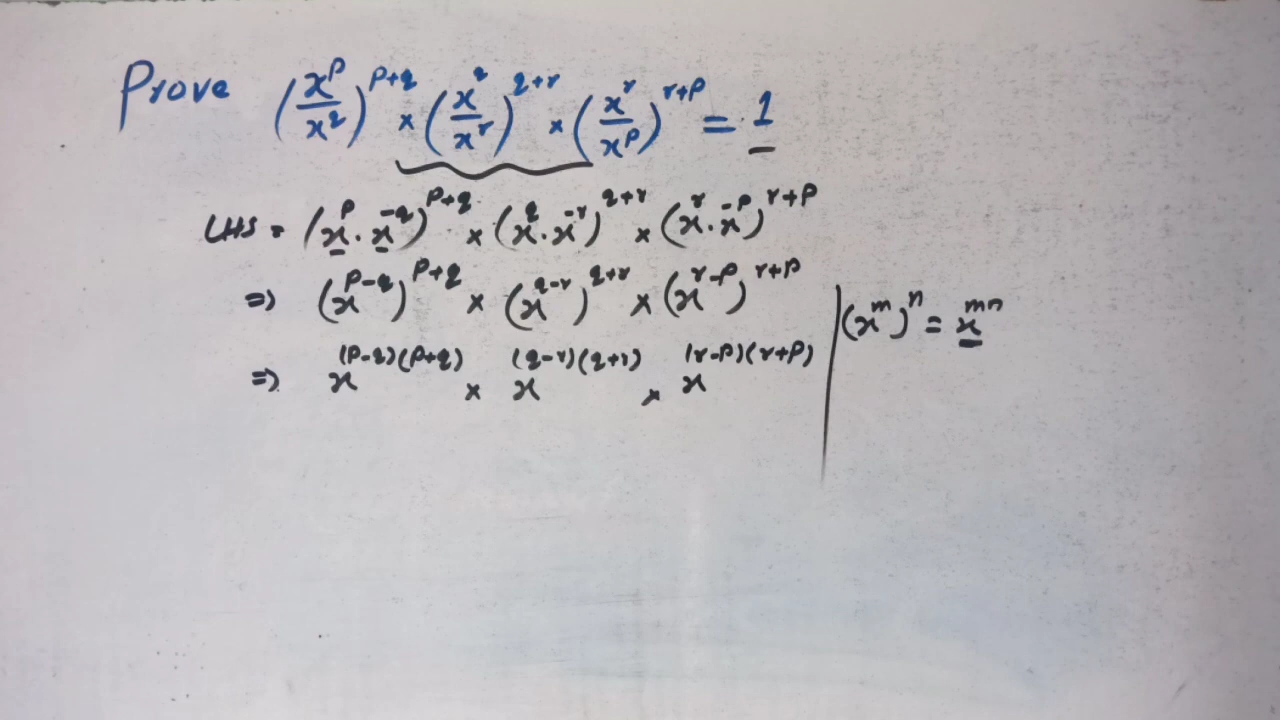 Prove (x^p/x^q)^{p+q} × (x^q/x^r)^{q+r} × (x^r/x^p)^{r+p} = 1
LHS = (x^p . x^{-q})^{p+q} × (x^q . x^{-r})^{q+r} × (x^r . x^{-p})^{r+p}
=> (x^{p-q})^{p+q} × (x^{q-r})^{q+r} × (x^{r-p})^{r+p}
(x^m)^n = x^{mn}
=> x^{(p-q)(p+q)} × x^{(q-r)(q+r)} × x^{(r-p)(r+p)}